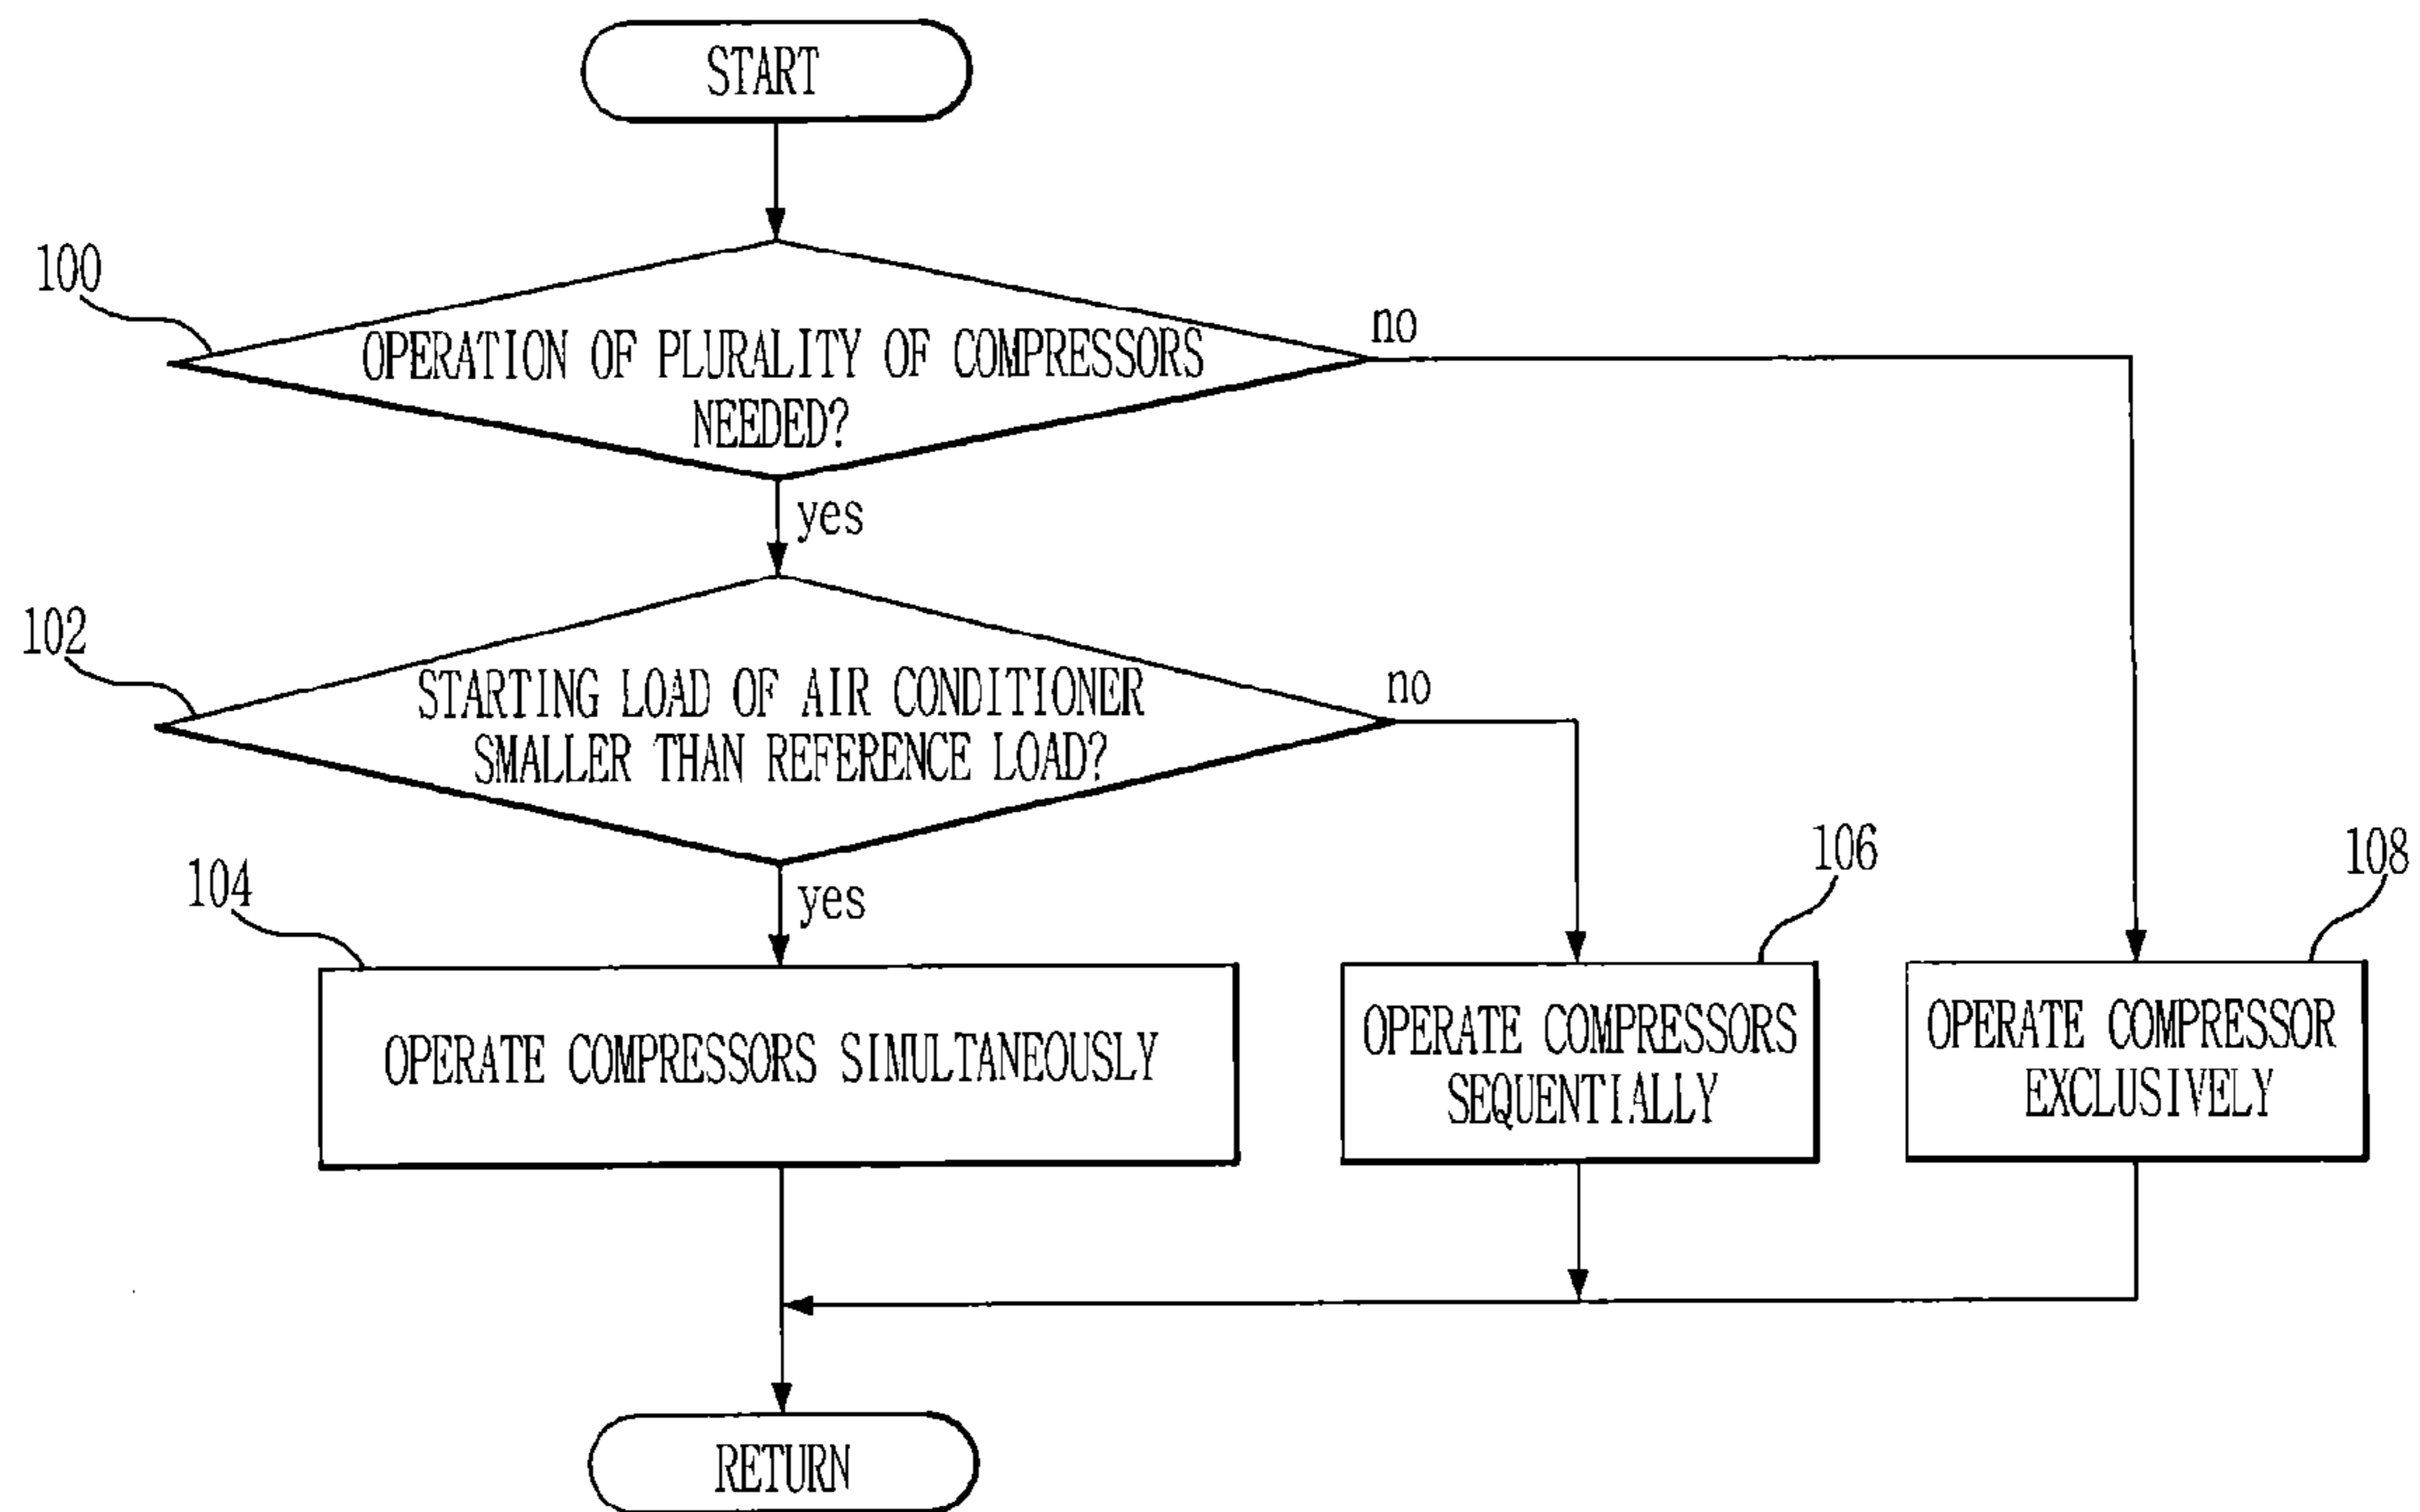 START
100
OPERATION OF PLURALITY OF COMPRESSORS
NEEDED?
no
yes
102
STARTING LOAD OF AIR CONDITIONER
SMALLER THAN REFERENCE LOAD?
no
yes
104
106
108
OPERATE COMPRESSORS SIMULTANEOUSLY
OPERATE COMPRESSORS
SEQUENTIALLY
OPERATE COMPRESSOR
EXCLUSIVELY
RETURN